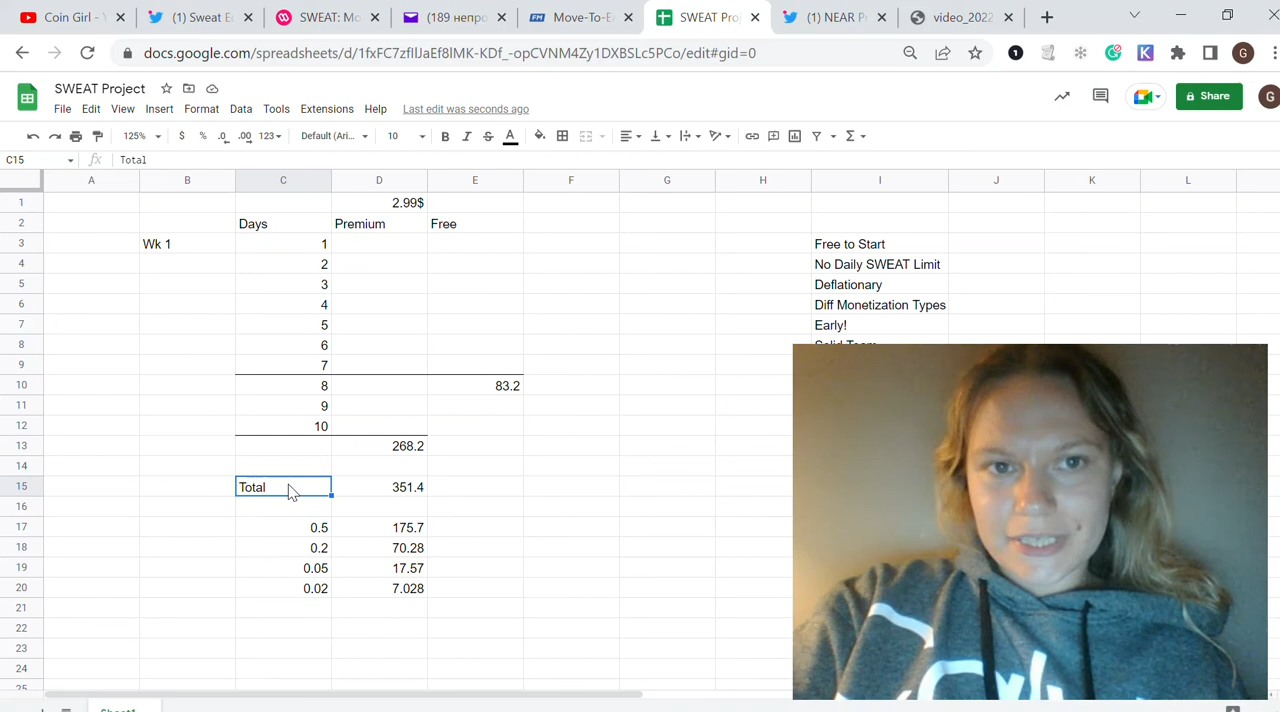 Coin Girl - Y
(1) Sweat Ec
SWEAT: Mo
(189 непро
Move-To-Ea
SWEAT Pro
(1) NEAR P
video_2022
docs.google.com/spreadsheets/d/1fxFC7zfIlJaEf8lMK-KDf_-opCVNM4Zy1DXBSLc5PCo/edit#gid=0
SWEAT Project
File Edit View Insert Format Data Tools Extensions Help Last edit was seconds ago
Share
G
G
125% $ % .0 .00 123 Default (Ari... 10 B I S A
C15 fx Total
A B C D E F G H I J K L
1 2.99$
2 Days Premium Free
3 Wk 1 1 Free to Start
4 2 No Daily SWEAT Limit
5 3 Deflationary
6 4 Diff Monetization Types
7 5 Early!
8 6 Solid Team
9 7
10 8 83.2
11 9
12 10
13 268.2
14
15 Total 351.4
16
17 0.5 175.7
18 0.2 70.28
19 0.05 17.57
20 0.02 7.028
21
22
23
24
25
Sheet1